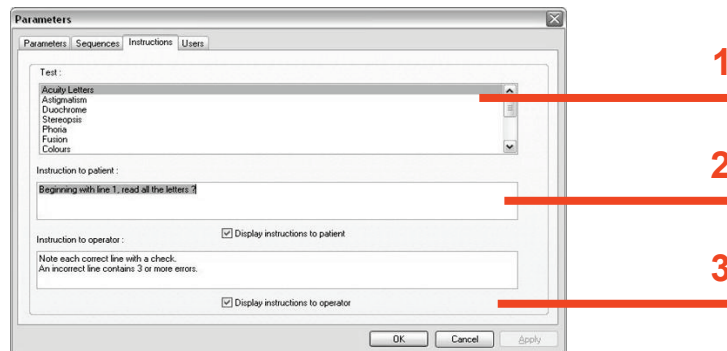 Parameters
Parameters Sequences Instructions Users
Test :
Acuity Letters
Astigmatism
Duochrome
Stereopsis
Phoria
Fusion
Colours
Instruction to patient :
Beginning with line 1, read all the letters ?
Display instructions to patient
Instruction to operator :
Note each correct line with a check.
An incorrect line contains 3 or more errors.
Display instructions to operator
OK Cancel Apply
1
2
3